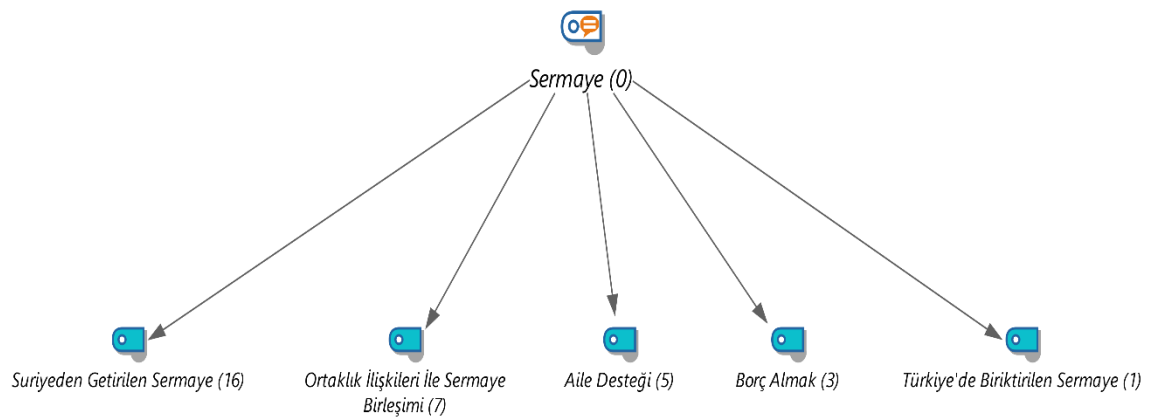 Sermaye (0)
Suriyeden Getirilen Sermaye (16)
Ortaklık İlişkileri İle Sermaye
Birleşimi (7)
Aile Desteği (5)
Borç Almak (3)
Türkiye'de Biriktirilen Sermaye (1)